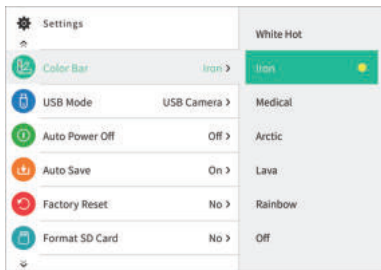 Settings
Color Bar Iron >
USB Mode USB Camera >
Auto Power Off Off >
Auto Save On >
Factory Reset No >
Format SD Card No >
White Hot
Iron
Medical
Arctic
Lava
Rainbow
Off